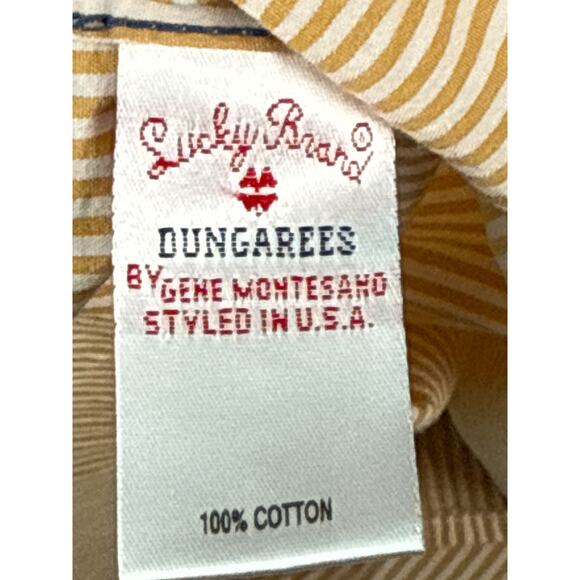 Lucky Brand
DUNGAREES
BY GENE MONTESANO
STYLED IN U.S.A.
100% COTTON